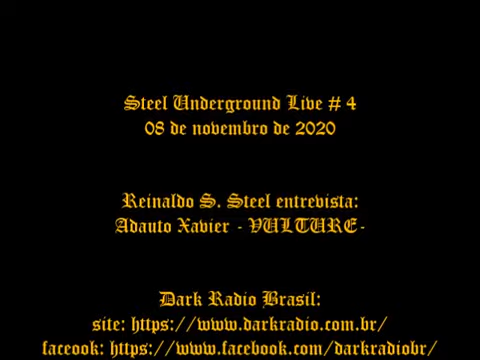 Steel Underground Live # 4
08 de novembro de 2020
Reinaldo S. Steel entrevista:
Adauto Xavier - VULTURE-
Dark Radio Brasil:
site: https://www.darkradio.com.br/
faceook: https://www.facebook.com/darkradiobr/